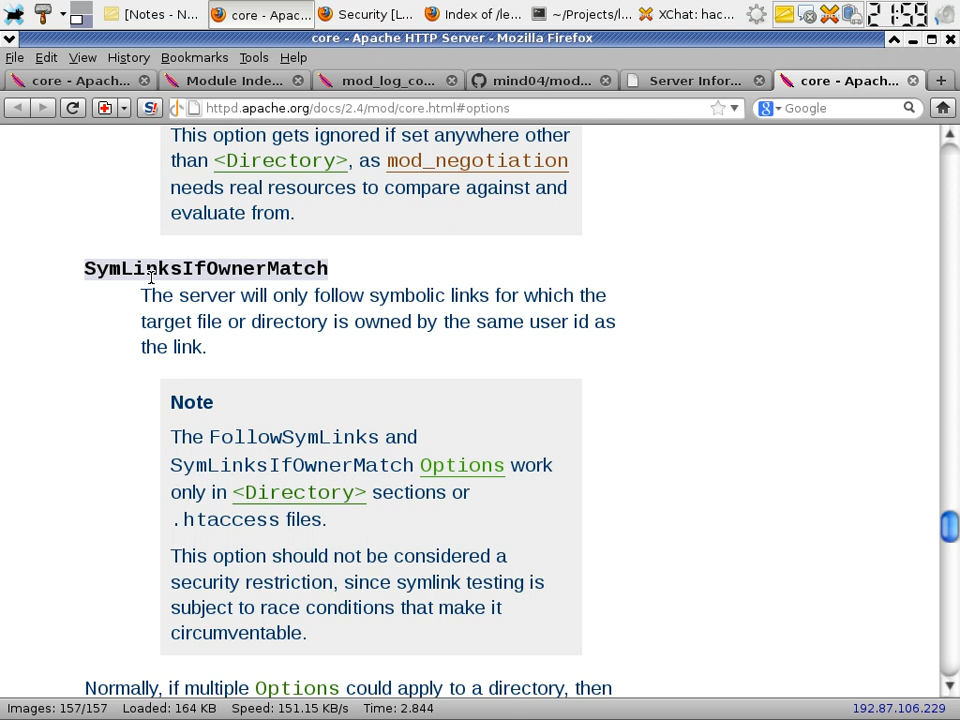 [Notes - N...
core - Apac...
Security [L...
Index of /le...
~/Projects/l...
XChat: hac...
21:59
core - Apache HTTP Server - Mozilla Firefox
File Edit View History Bookmarks Tools Help
core - Apach...
Module Inde...
mod_log_co...
mind04/mod...
Server Infor...
core - Apach...
httpd.apache.org/docs/2.4/mod/core.html#options
Google
This option gets ignored if set anywhere other
than <Directory>, as mod_negotiation
needs real resources to compare against and
evaluate from.
SymLinksIfOwnerMatch
The server will only follow symbolic links for which the
target file or directory is owned by the same user id as
the link.
Note
The FollowSymLinks and
SymLinksIfOwnerMatch Options work
only in <Directory> sections or
.htaccess files.
This option should not be considered a
security restriction, since symlink testing is
subject to race conditions that make it
circumventable.
Normally, if multiple Options could apply to a directory, then
Images: 157/157 Loaded: 164 KB Speed: 151.15 KB/s Time: 2.844 192.87.106.229